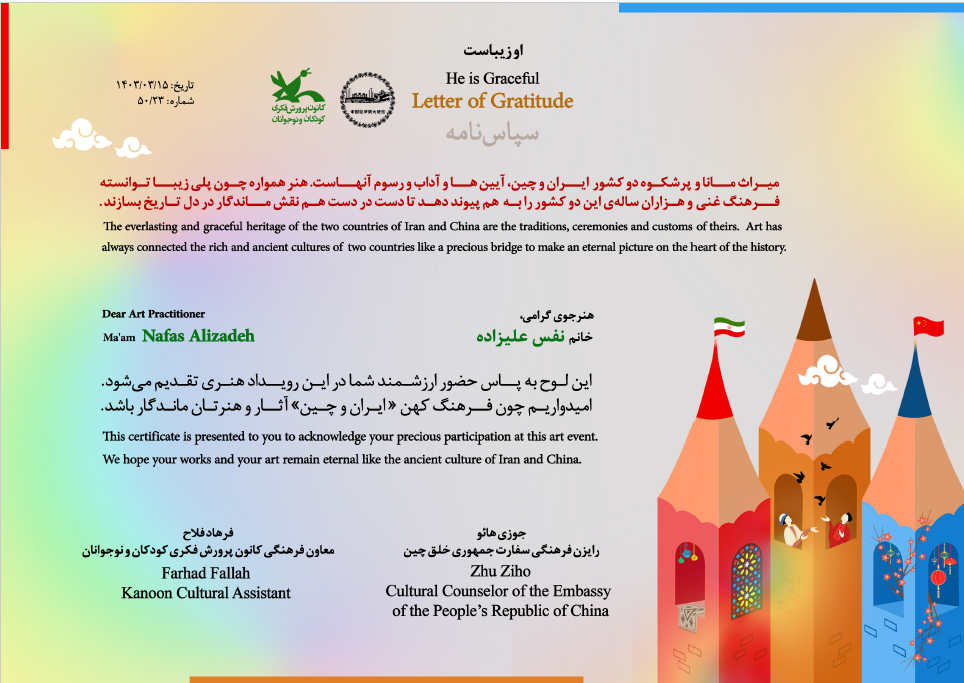 اوزیباست
He is Graceful
Letter of Gratitude
سپاس‌نامه
تاریخ: ۱۴۰۳/۰۳/۱۵
شماره: ۵۰/۲۳
کانون پرورش فکری
کودکان و نوجوانان
میراث مانا و پرشکوه دو کشور ایران و چین، آیین ها و آداب و رسوم آنهاست. هنر همواره چون پلی زیبا توانسته
فرهنگ غنی و هزاران ساله‌ی این دو کشور را به هم پیوند دهد تا دست در دست هم نقش ماندگار در دل تاریخ بسازند.
The everlasting and graceful heritage of the two countries of Iran and China are the traditions, ceremonies and customs of theirs. Art has
always connected the rich and ancient cultures of two countries like a precious bridge to make an eternal picture on the heart of the history.
هنرجوی گرامی،
خانم نفس علیزاده
Dear Art Practitioner
Ma'am Nafas Alizadeh
این لوح به پاس حضور ارزشمند شما در این رویداد هنری تقدیم می‌شود.
امیدواریم چون فرهنگ کهن «ایران و چین» آثار و هنرتان ماندگار باشد.
This certificate is presented to you to acknowledge your precious participation at this art event.
We hope your works and your art remain eternal like the ancient culture of Iran and China.
جوزی هائو
رایزن فرهنگی سفارت جمهوری خلق چین
Zhu Ziho
Cultural Counselor of the Embassy
of the People's Republic of China
فرهاد فلاح
معاون فرهنگی کانون پرورش فکری کودکان و نوجوانان
Farhad Fallah
Kanoon Cultural Assistant